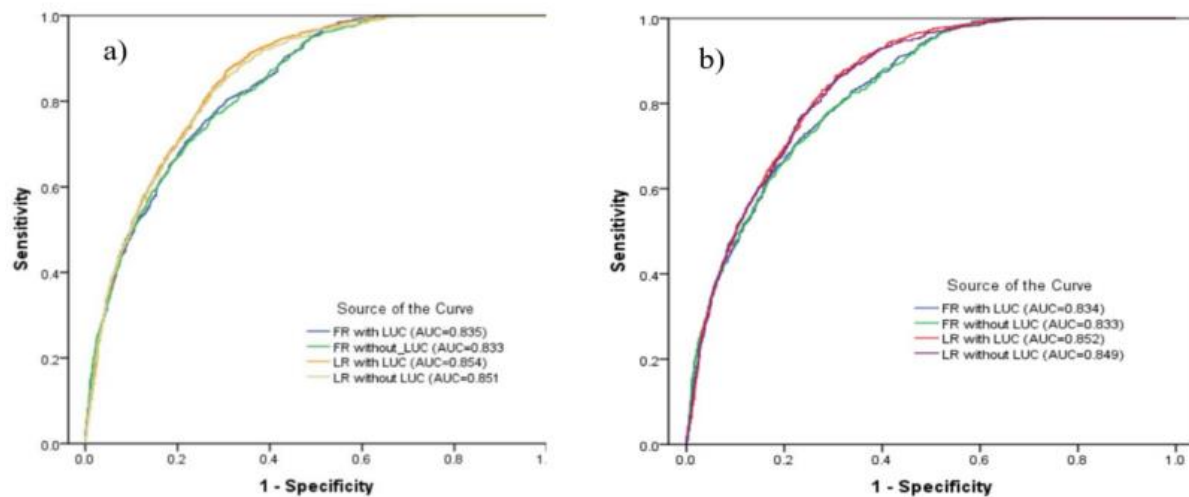 a)
Sensitivity
1.0
0.8
0.6
0.4
0.2
0.0
Source of the Curve
FR with LUC (AUC=0.835)
FR without_LUC (AUC=0.833
LR with LUC (AUC=0.854)
LR without LUC (AUC=0.851
0.0 0.2 0.4 0.6 0.8 1.
1 - Specificity
b)
Sensitivity
1.0
0.8
0.6
0.4
0.2
0.0
Source of the Curve
FR with LUC (AUC=0.834)
FR without LUC (AUC=0.833)
LR with LUC (AUC=0.852)
LR without LUC (AUC=0.849)
0.0 0.2 0.4 0.6 0.8 1.0
1 - Specificity